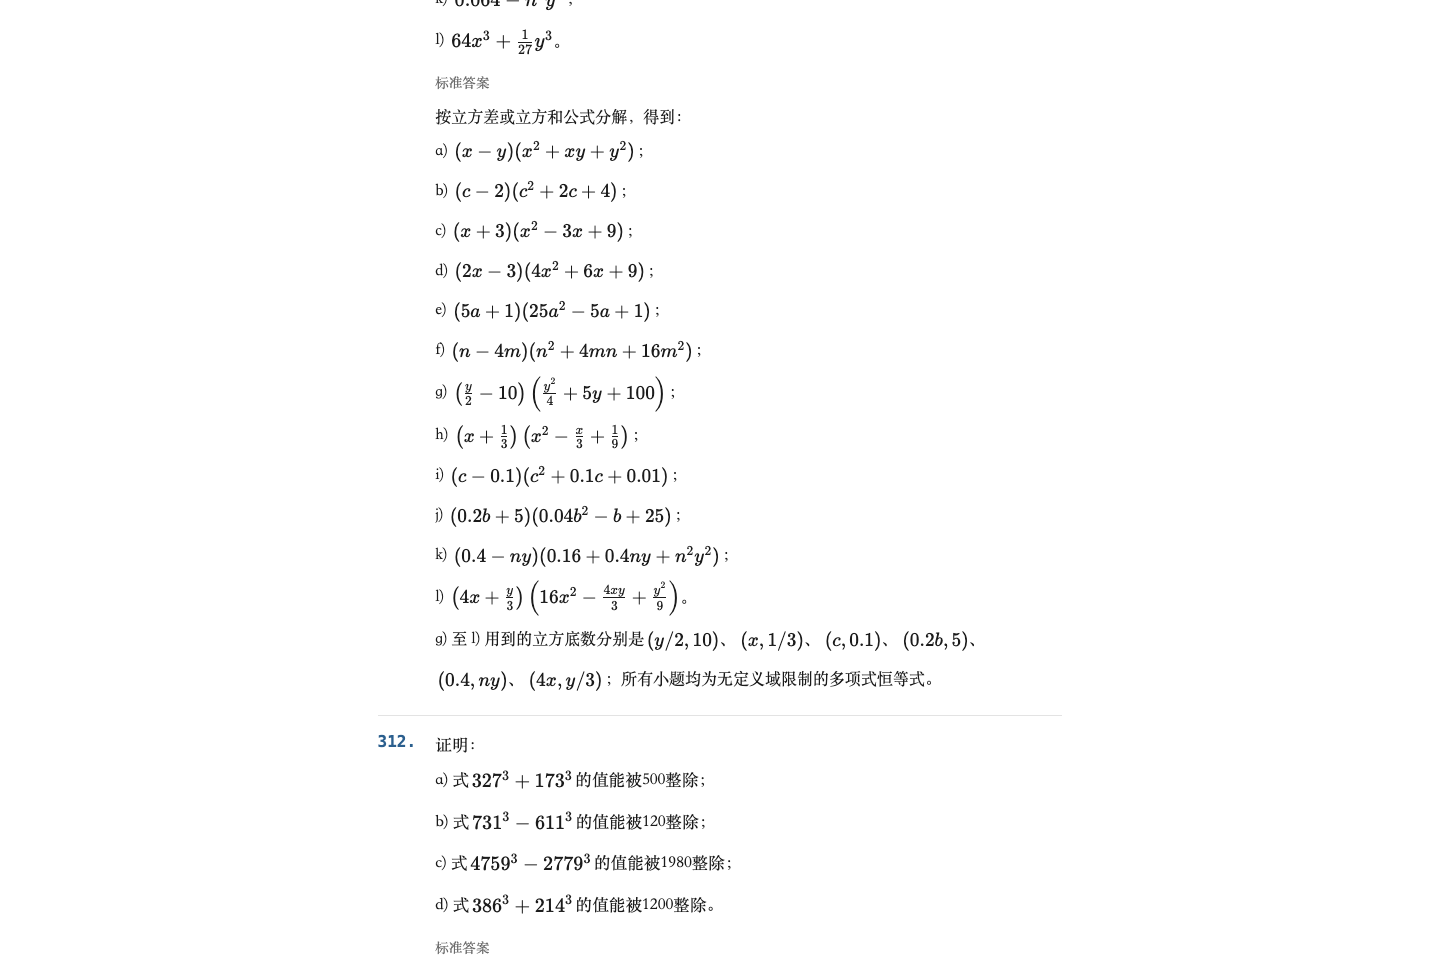 l) 64x³ + 1/27 y³。
标准答案
按立方差或立方和公式分解，得到：
a) (x − y)(x² + xy + y²)；
b) (c − 2)(c² + 2c + 4)；
c) (x + 3)(x² − 3x + 9)；
d) (2x − 3)(4x² + 6x + 9)；
e) (5a + 1)(25a² − 5a + 1)；
f) (n − 4m)(n² + 4mn + 16m²)；
g) (y/2 − 10)(y²/4 + 5y + 100)；
h) (x + 1/3)(x² − x/3 + 1/9)；
i) (c − 0.1)(c² + 0.1c + 0.01)；
j) (0.2b + 5)(0.04b² − b + 25)；
k) (0.4 − ny)(0.16 + 0.4ny + n²y²)；
l) (4x + y/3)(16x² − 4xy/3 + y²/9)。
g) 至 l) 用到的立方底数分别是 (y/2, 10)、 (x, 1/3)、 (c, 0.1)、 (0.2b, 5)、
(0.4, ny)、 (4x, y/3)；所有小题均为无定义域限制的多项式恒等式。
312. 证明：
a) 式 327³ + 173³ 的值能被500整除；
b) 式 731³ − 611³ 的值能被120整除；
c) 式 4759³ − 2779³ 的值能被1980整除；
d) 式 386³ + 214³ 的值能被1200整除。
标准答案